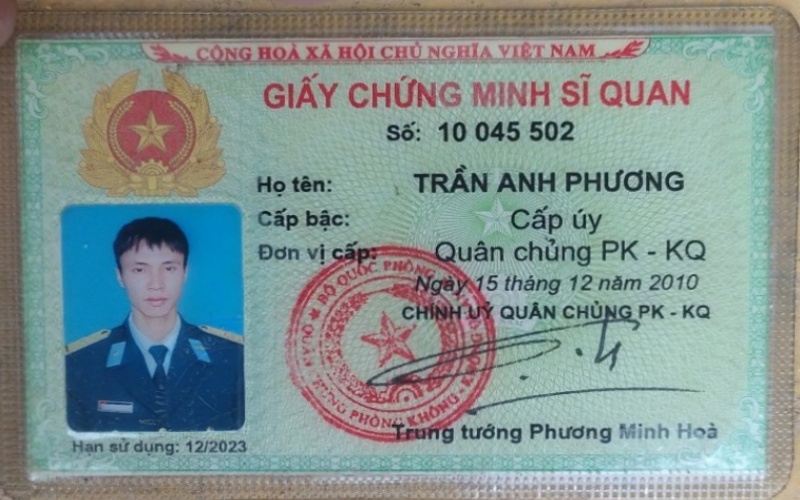 CỘNG HOÀ XÃ HỘI CHỦ NGHĨA VIỆT NAM
GIẤY CHỨNG MINH SĨ QUAN
Số: 10 045 502
Họ tên: TRẦN ANH PHƯƠNG
Cấp bậc: Cấp úy
Đơn vị cấp: Quân chủng PK - KQ
Ngày 15 tháng 12 năm 2010
CHÍNH UỶ QUÂN CHỦNG PK - KQ
BỘ QUỐC PHÒNG
QUÂN CHỦNG PHÒNG KHÔNG
Trung tướng Phương Minh Hoà
Hạn sử dụng: 12/2023